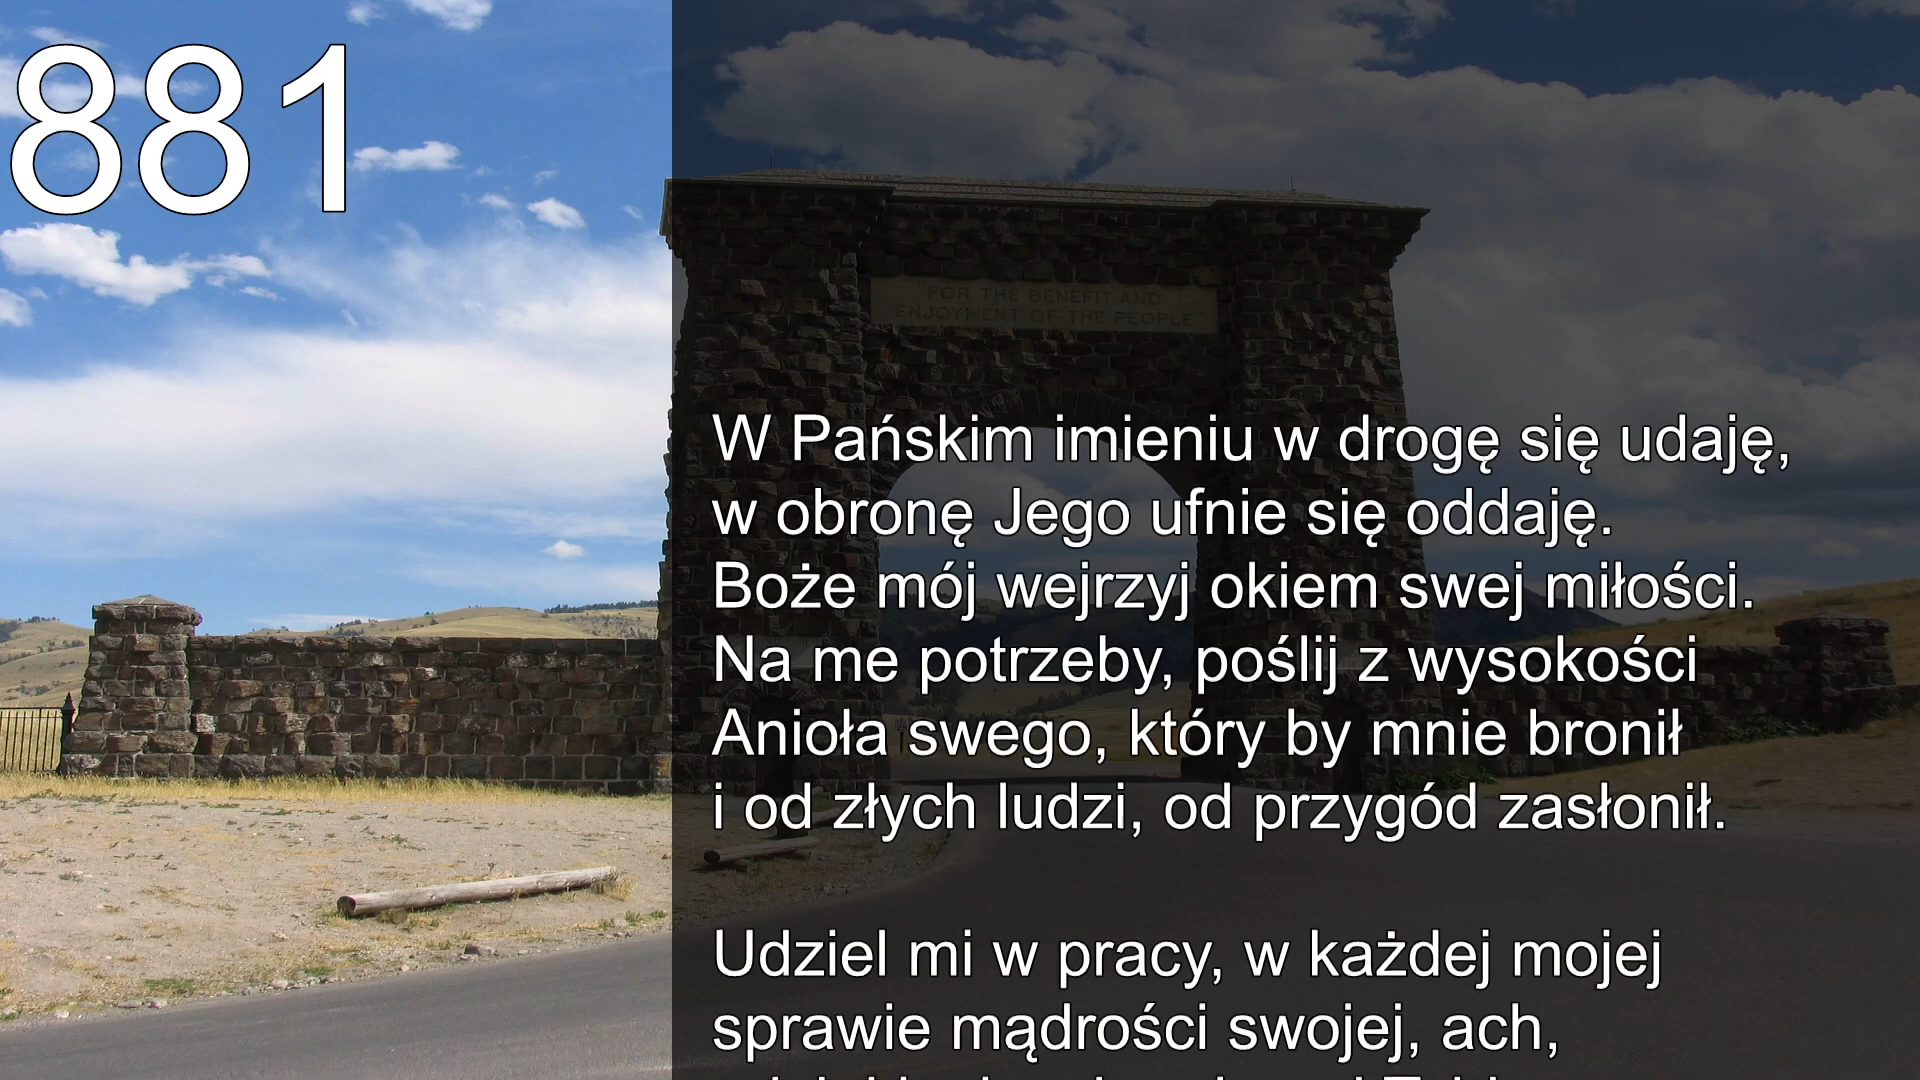 881
"FOR THE BENEFIT AND
ENJOYMENT OF THE PEOPLE"
W Pańskim imieniu w drogę się udaję,
w obronę Jego ufnie się oddaję.
Boże mój wejrzyj okiem swej miłości.
Na me potrzeby, poślij z wysokości
Anioła swego, który by mnie bronił
i od złych ludzi, od przygód zasłonił.
Udziel mi w pracy, w każdej mojej
sprawie mądrości swojej, ach,